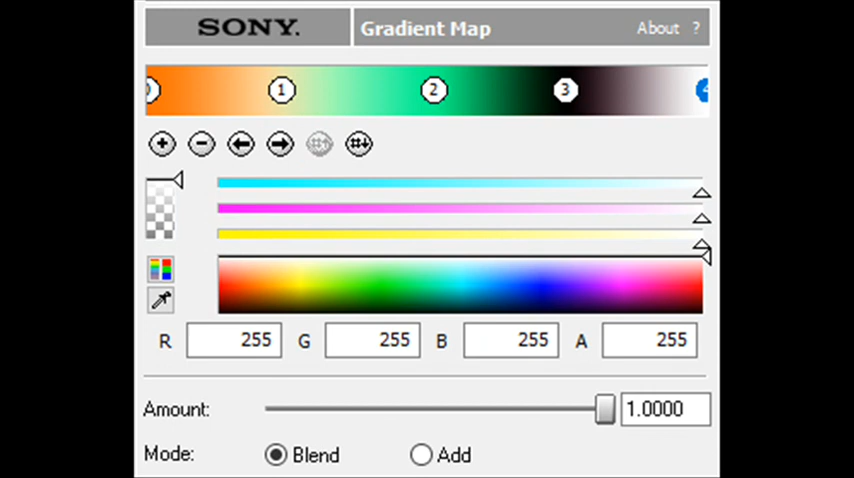 SONY. Gradient Map About ?
1 2 3
R 255 G 255 B 255 A 255
Amount: 1.0000
Mode: Blend Add